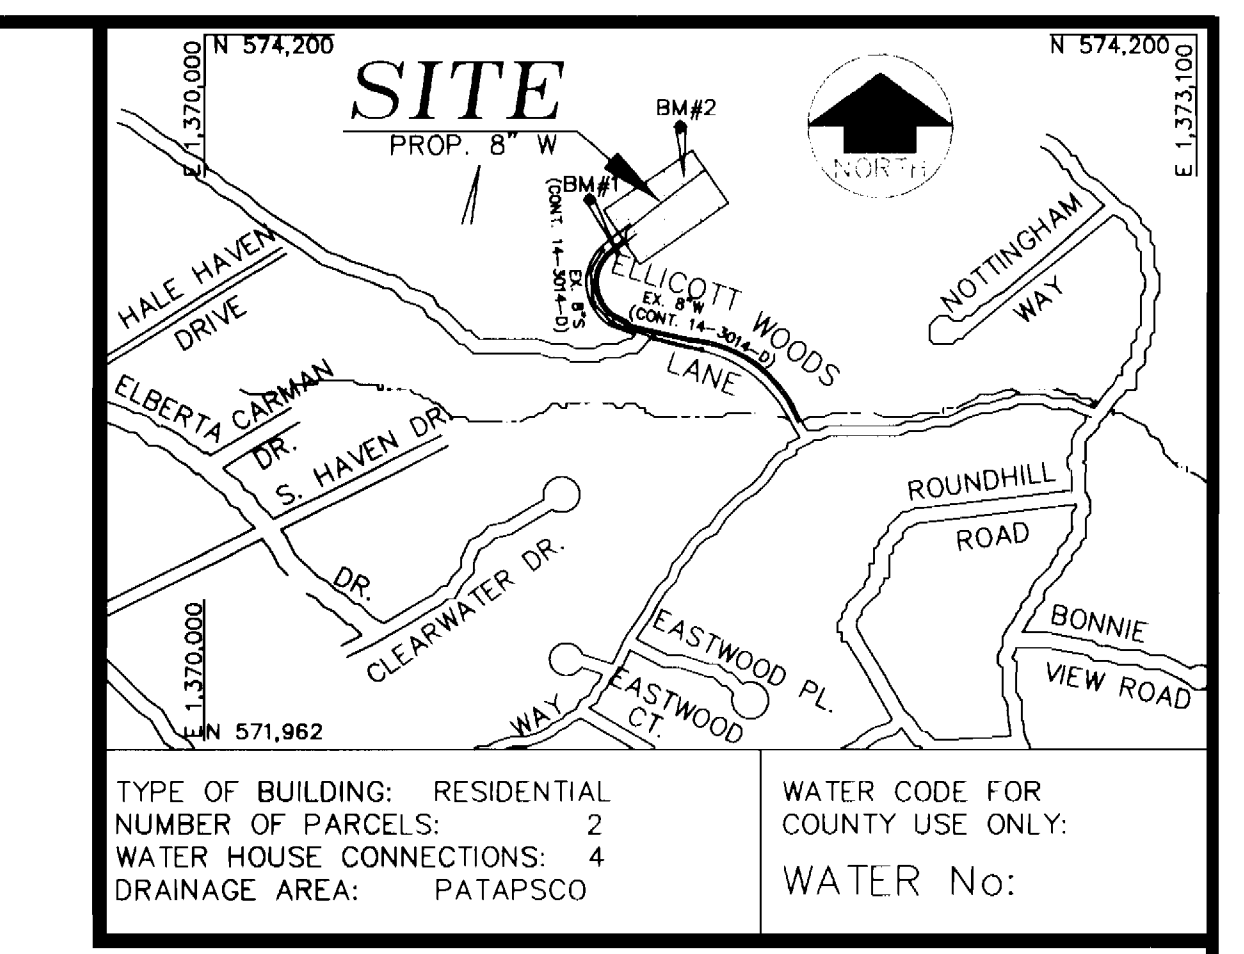 N 574,200
E 1,370,000
N 574,200
E 1,373,100
SITE
PROP. 8" W
BM#2
BM#1
NORTH
(CONT. 14-3014-D)
EX. 8"S
ELLICOTT WOODS
LANE
EX. 8"W
(CONT. 14-3014-D)
NOTTINGHAM
WAY
HALE HAVEN
DRIVE
ELBERTA
CARMAN
DR.
S. HAVEN DR.
DR.
CLEARWATER DR.
ROUNDHILL
ROAD
BONNIE
VIEW ROAD
EASTWOOD PL.
EASTWOOD
CT.
WAY
E 1,370,000
N 571,962
TYPE OF BUILDING: RESIDENTIAL
NUMBER OF PARCELS: 2
WATER HOUSE CONNECTIONS: 4
DRAINAGE AREA: PATAPSCO
WATER CODE FOR
COUNTY USE ONLY:
WATER No: